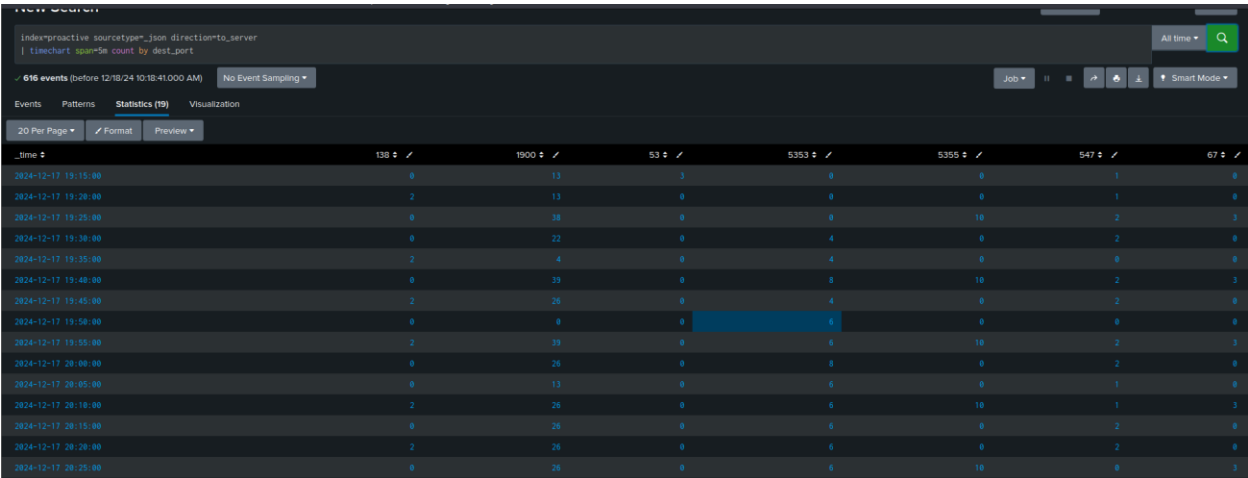 New Search
index=proactive sourcetype=_json direction=to_server
| timechart span=5m count by dest_port
All time
616 events (before 12/18/24 10:18:41.000 AM) No Event Sampling Job Smart Mode
Events Patterns Statistics (19) Visualization
20 Per Page Format Preview
_time 138 1900 53 5353 5355 547 67
2024-12-17 19:15:00 0 13 3 0 0 1 0
2024-12-17 19:20:00 2 13 0 0 0 1 0
2024-12-17 19:25:00 0 38 0 8 10 2 3
2024-12-17 19:30:00 0 22 0 4 0 2 0
2024-12-17 19:35:00 2 4 0 4 0 0 0
2024-12-17 19:40:00 0 39 0 8 10 2 3
2024-12-17 19:45:00 2 26 0 4 0 2 0
2024-12-17 19:50:00 0 0 0 6 0 0 0
2024-12-17 19:55:00 2 39 0 6 10 2 3
2024-12-17 20:00:00 0 26 0 8 0 2 0
2024-12-17 20:05:00 0 13 0 6 0 1 0
2024-12-17 20:10:00 2 26 0 6 10 1 3
2024-12-17 20:15:00 0 26 0 6 0 2 0
2024-12-17 20:20:00 2 26 0 6 0 2 0
2024-12-17 20:25:00 0 26 0 6 10 0 3